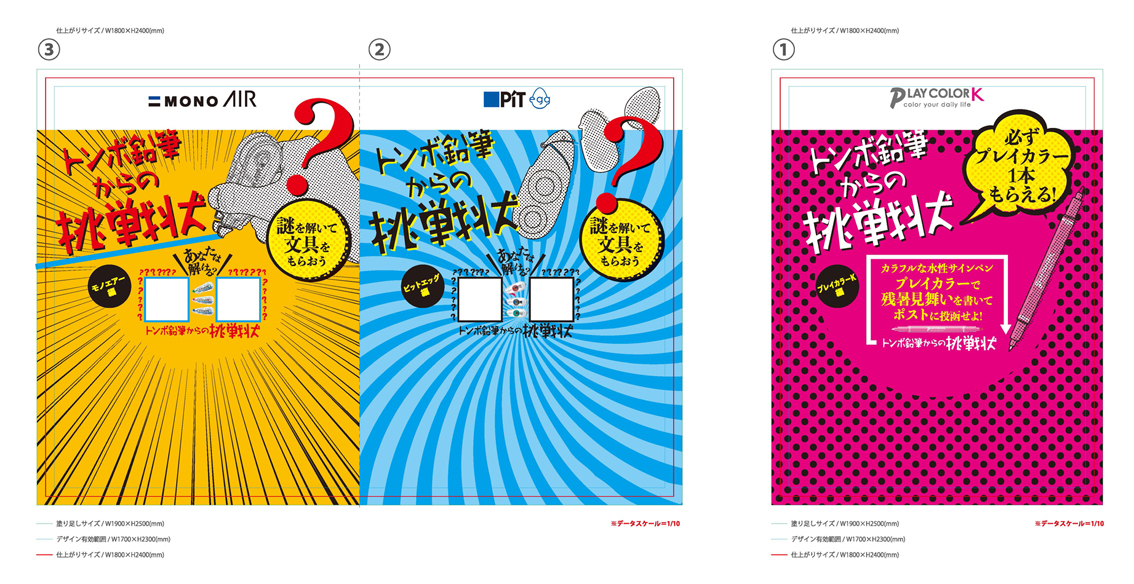 仕上がりサイズ / W1800×H2400(mm)
③
MONO AIR
トンボ鉛筆
からの
挑戦状
?
謎を解いて
文具を
もらおう
モノエアー
編
あなたは
解ける?
???????
???????
トンボ鉛筆からの挑戦状
②
PiT egg
トンボ鉛筆
からの
挑戦状
?
謎を解いて
文具を
もらおう
ピットエッグ
編
あなたは
解ける?
???????
???????
トンボ鉛筆からの挑戦状
塗り足しサイズ / W1900×H2500(mm)
デザイン有効範囲 / W1700×H2300(mm)
仕上がりサイズ / W1800×H2400(mm)
※データスケール=1/10
仕上がりサイズ / W1800×H2400(mm)
①
PLAY COLOR K
color your daily life
トンボ鉛筆
からの
挑戦状
必ず
プレイカラー
1本
もらえる!
プレイカラーK
編
カラフルな水性サインペン
プレイカラーで
残暑見舞いを書いて
ポストに投函せよ!
トンボ鉛筆からの挑戦状
塗り足しサイズ / W1900×H2500(mm)
デザイン有効範囲 / W1700×H2300(mm)
仕上がりサイズ / W1800×H2400(mm)
※データスケール=1/10